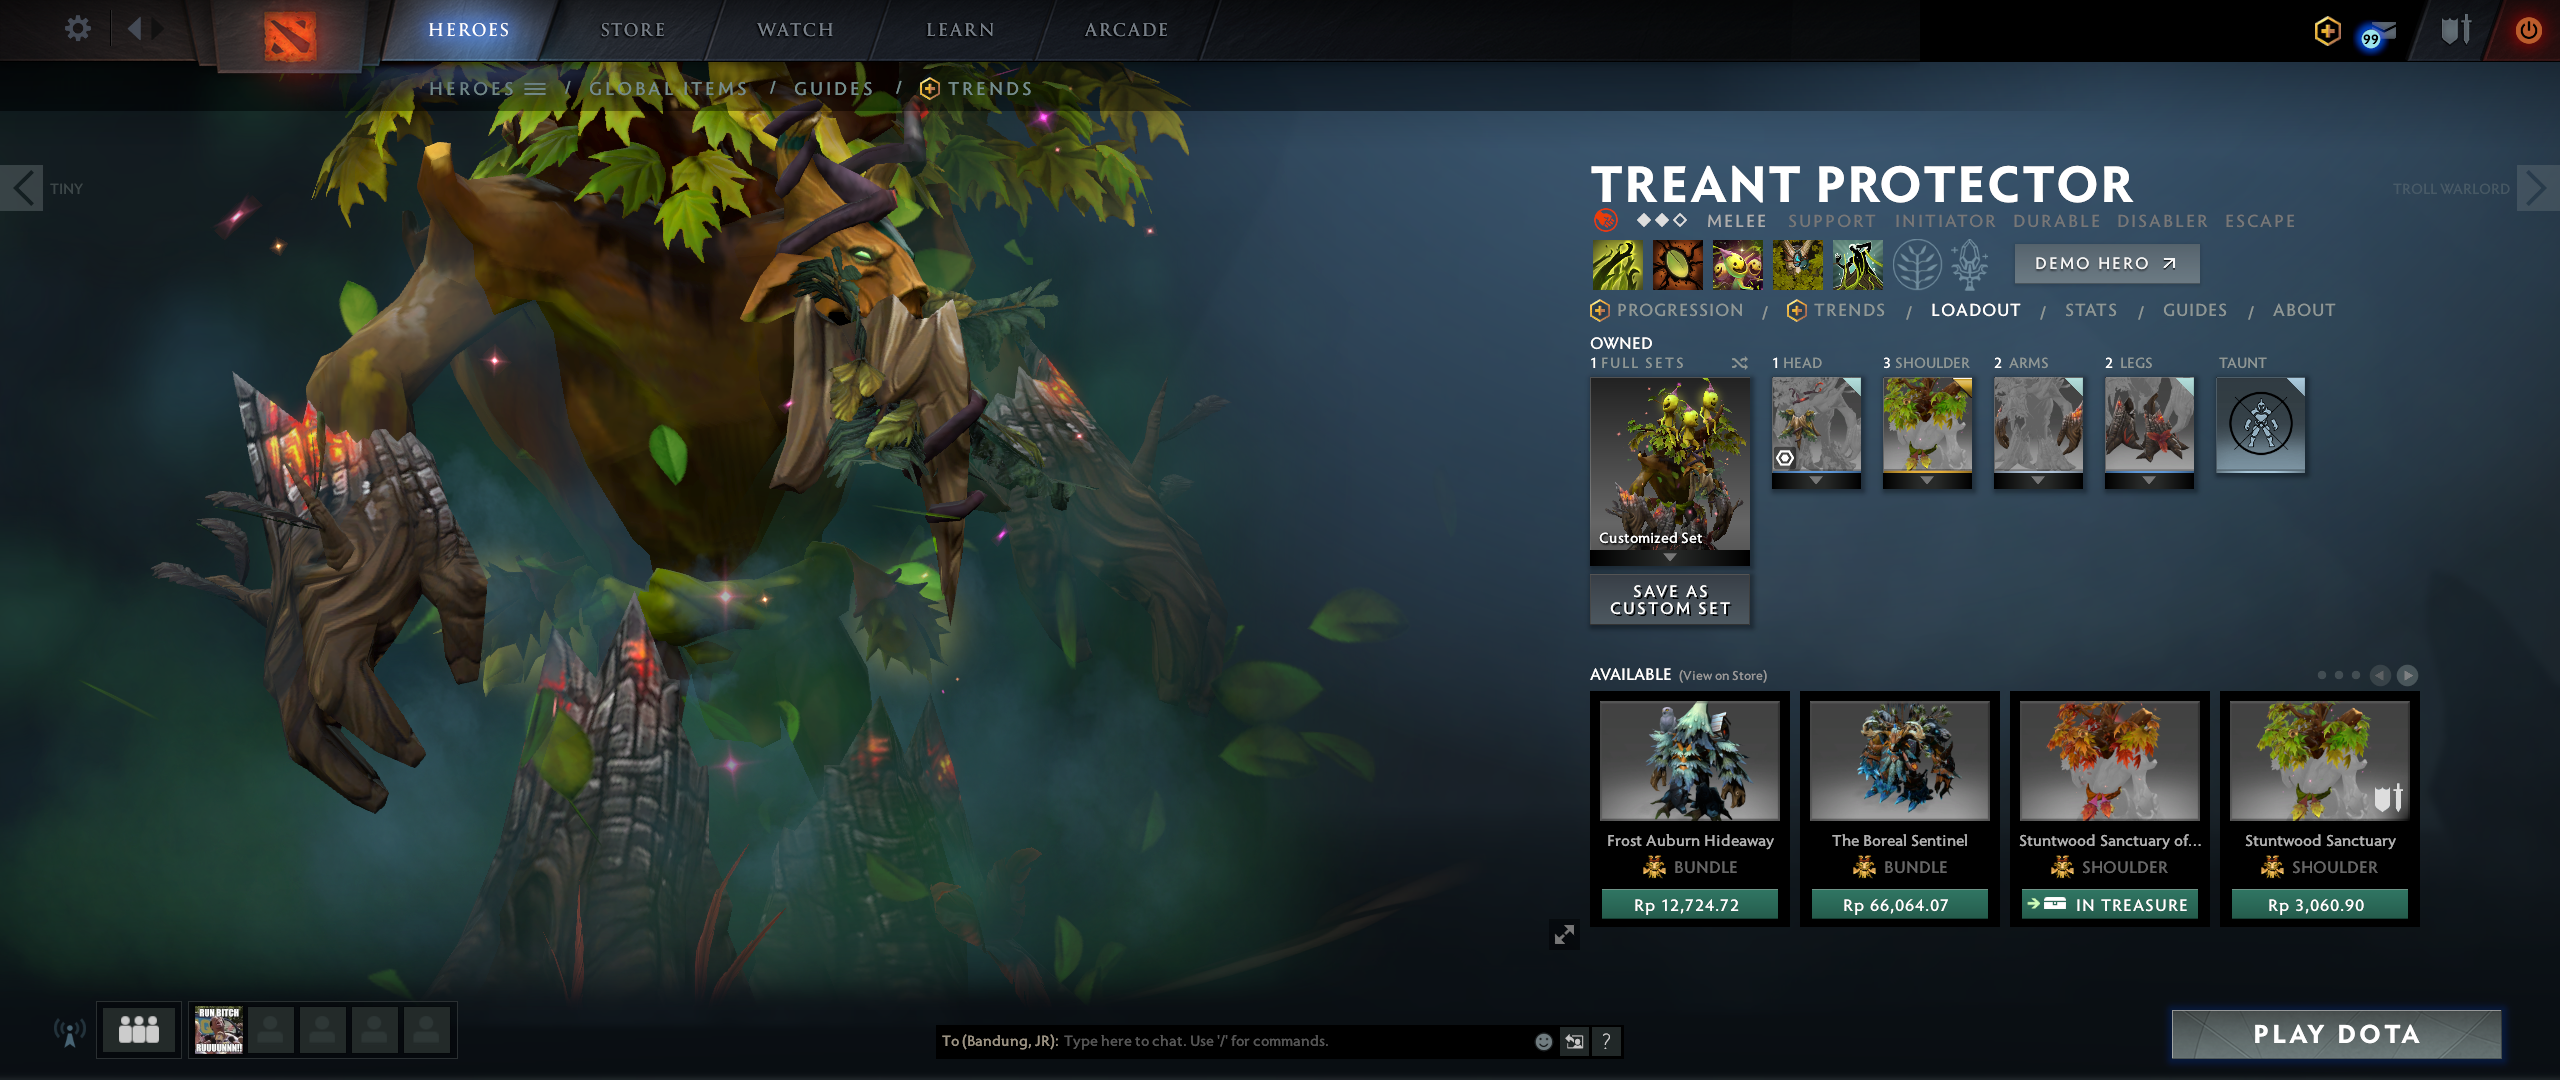 HEROES
STORE
WATCH
LEARN
ARCADE
99
HEROES / GLOBAL ITEMS / GUIDES / TRENDS
TINY
TROLL WARLORD
TREANT PROTECTOR
MELEE SUPPORT INITIATOR DURABLE DISABLER ESCAPE
DEMO HERO
PROGRESSION / TRENDS / LOADOUT / STATS / GUIDES / ABOUT
OWNED
1 FULL SETS
1 HEAD
3 SHOULDER
2 ARMS
2 LEGS
TAUNT
Customized Set
SAVE AS
CUSTOM SET
AVAILABLE (View on Store)
Frost Auburn Hideaway
BUNDLE
Rp 12,724.72
The Boreal Sentinel
BUNDLE
Rp 66,064.07
Stuntwood Sanctuary of...
SHOULDER
IN TREASURE
Stuntwood Sanctuary
SHOULDER
Rp 3,060.90
RUN BITCH
RUUUUNNN!!
To (Bandung, JR): Type here to chat. Use '/' for commands.
?
PLAY DOTA